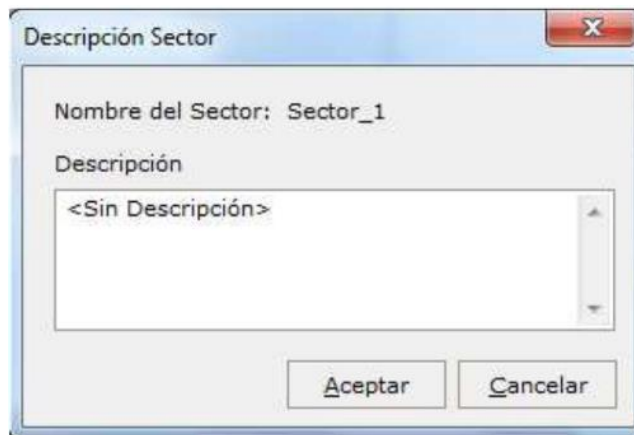 Descripción Sector
Nombre del Sector: Sector_1
Descripción
<Sin Descripción>
Aceptar Cancelar